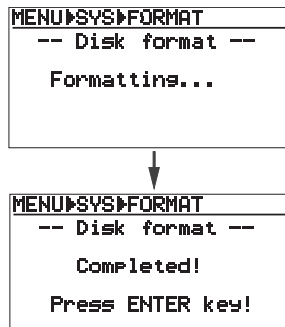 MENU▶SYS▶FORMAT
-- Disk format --
Formatting...
MENU▶SYS▶FORMAT
-- Disk format --
Completed!
Press ENTER key!